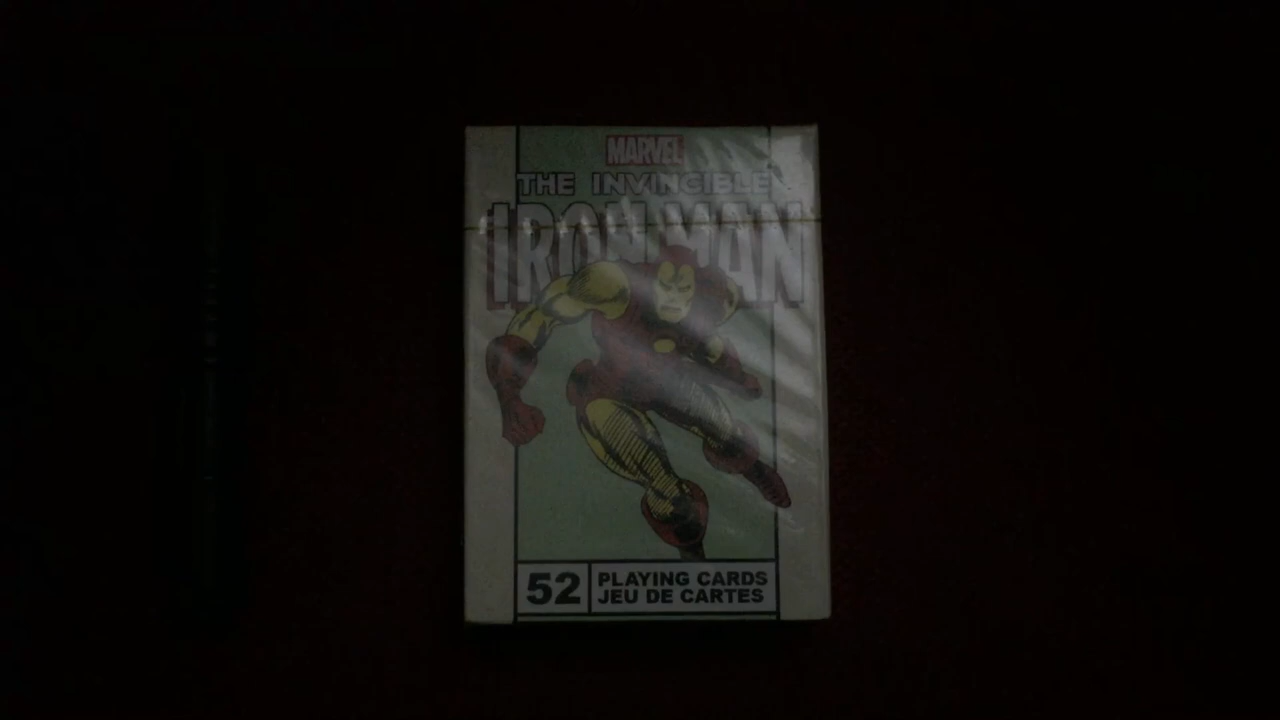 MARVEL
THE INVINCIBLE
IRON MAN
52
PLAYING CARDS
JEU DE CARTES